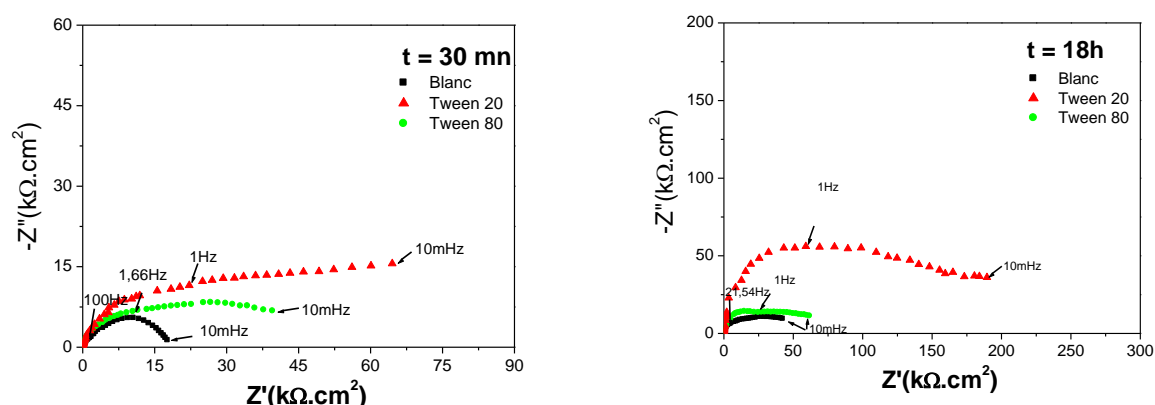 60
45
30
15
0
-Z"(kΩ.cm²)
t = 30 mn
Blanc
Tween 20
Tween 80
100Hz
1,66Hz
1Hz
10mHz
10mHz
10mHz
0 15 30 45 60 75 90
Z'(kΩ.cm²)
200
150
100
50
0
-Z"(kΩ.cm²)
t = 18h
Blanc
Tween 20
Tween 80
1Hz
21,54Hz
1Hz
10mHz
10mHz
0 50 100 150 200 250 300
Z'(kΩ.cm²)